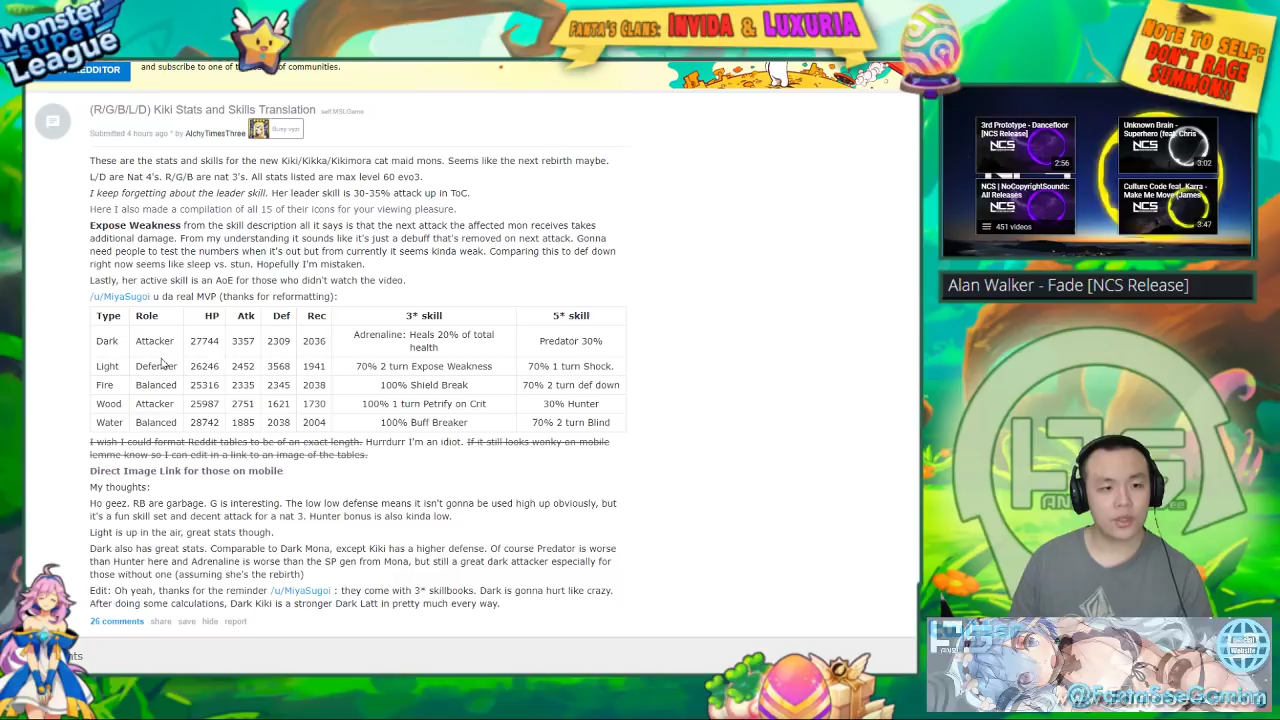 Monster
Super
League
FANTA'S CLANS: INVIDA & LUXURIA
NOTE TO SELF:
DON'T RAGE
SUMMON!!
EDDITOR
and subscribe to one of communities.
(R/G/B/L/D) Kiki Stats and Skills Translation self.MSLGame
Submitted 4 hours ago * by AlchyTimesThree
These are the stats and skills for the new Kiki/Kikka/Kikimora cat maid mons. Seems like the next rebirth maybe.
L/D are Nat 4's. R/G/B are nat 3's. All stats listed are max level 60 evo3.
I keep forgetting about the leader skill. Her leader skill is 30-35% attack up in ToC.
Here I also made a compilation of all 15 of them mons for your viewing pleasure.
Expose Weakness from the skill description all it says is that the next attack the affected mon receives takes
additional damage. From my understanding it sounds like it's just a debuff that's removed on next attack. Gonna
need people to test the numbers when it's out but from currently it seems kinda weak. Comparing this to def down
right now seems like sleep vs. stun. Hopefully I'm mistaken.
Lastly, her active skill is an AoE for those who didn't watch the video.
/u/MiyaSugoi u da real MVP (thanks for reformatting):
Type Role HP Atk Def Rec 3* skill 5* skill
Dark Attacker 27744 3357 2309 2036 Adrenaline: Heals 20% of total health Predator 30%
Light Defender 26246 2452 3568 1941 70% 2 turn Expose Weakness 70% 1 turn Shock.
Fire Balanced 25316 2335 2345 2038 100% Shield Break 70% 2 turn def down
Wood Attacker 25987 2751 1621 1730 100% 1 turn Petrify on Crit 30% Hunter
Water Balanced 28742 1885 2038 2004 100% Buff Breaker 70% 2 turn Blind
I wish I could format Reddit tables to be of an exact length. Hurrdurr I'm an idiot. If it still looks wonky on mobile
lemme know so I can edit in a link to an image of the tables.
Direct Image Link for those on mobile
My thoughts:
Ho geez. RB are garbage. G is interesting. The low low defense means it isn't gonna be used high up obviously, but
it's a fun skill set and decent attack for a nat 3. Hunter bonus is also kinda low.
Light is up in the air, great stats though.
Dark also has great stats. Comparable to Dark Mona, except Kiki has a higher defense. Of course Predator is worse
than Hunter here and Adrenaline is worse than the SP gen from Mona, but still a great dark attacker especially for
those without one (assuming she's the rebirth)
Edit: Oh yeah, thanks for the reminder /u/MiyaSugoi : they come with 3* skillbooks. Dark is gonna hurt like crazy.
After doing some calculations, Dark Kiki is a stronger Dark Latt in pretty much every way.
26 comments share save hide report
3rd Prototype - Dancefloor
[NCS Release]
NCS
2:56
Unknown Brain -
Superhero (feat. Chris
NCS
3:02
NCS | NoCopyrightSounds:
All Releases
NCS
451 videos
Culture Code feat. Karra -
Make Me Move (James
NCS
3:47
Alan Walker - Fade [NCS Release]